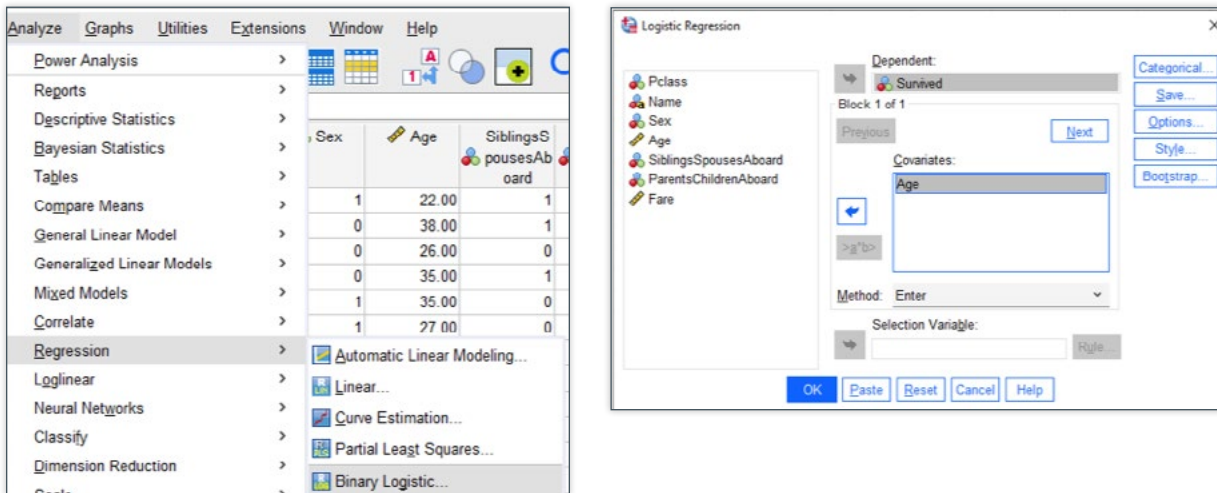 Analyze Graphs Utilities Extensions Window Help
Power Analysis >
Reports >
Descriptive Statistics >
Bayesian Statistics >
Tables >
Compare Means >
General Linear Model >
Generalized Linear Models >
Mixed Models >
Correlate >
Regression >
Loglinear >
Neural Networks >
Classify >
Dimension Reduction >
A
1
Sex Age SiblingsS
pousesAb
oard
1 22.00 1
0 38.00 1
0 26.00 0
0 35.00 1
1 35.00 0
1 27.00 0
Automatic Linear Modeling...
Linear...
Curve Estimation...
Partial Least Squares...
Binary Logistic...
Logistic Regression
Pclass
Name
Sex
Age
SiblingsSpousesAboard
ParentsChildrenAboard
Fare
Dependent:
Survived
Block 1 of 1
Previous Next
Covariates:
Age
>a*b>
Method: Enter
Selection Variable:
Rule...
Categorical...
Save...
Options...
Style...
Bootstrap...
OK Paste Reset Cancel Help